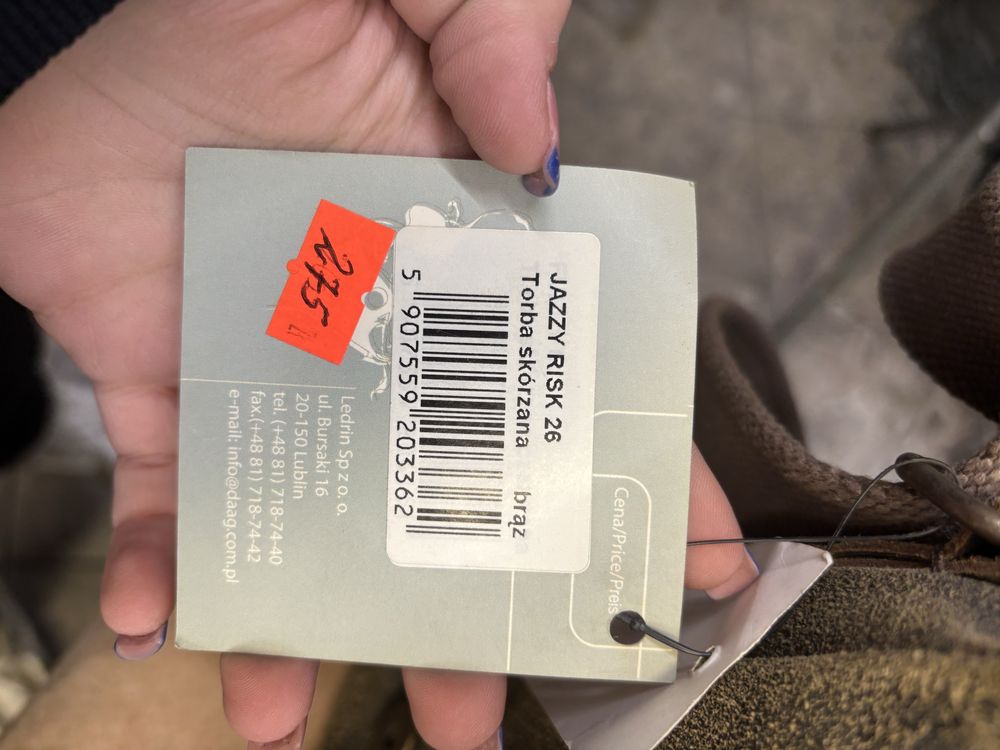 Cena/Price/Preis
JAZZY RISK 26
Torba skórzana brąz
5 907559 203362
275
Ledrin Sp z o. o.
ul. Bursaki 16
20-150 Lublin
tel. (+48 81) 718-74-40
fax.(+48 81) 718-74-42
e-mail: info@daag.com.pl